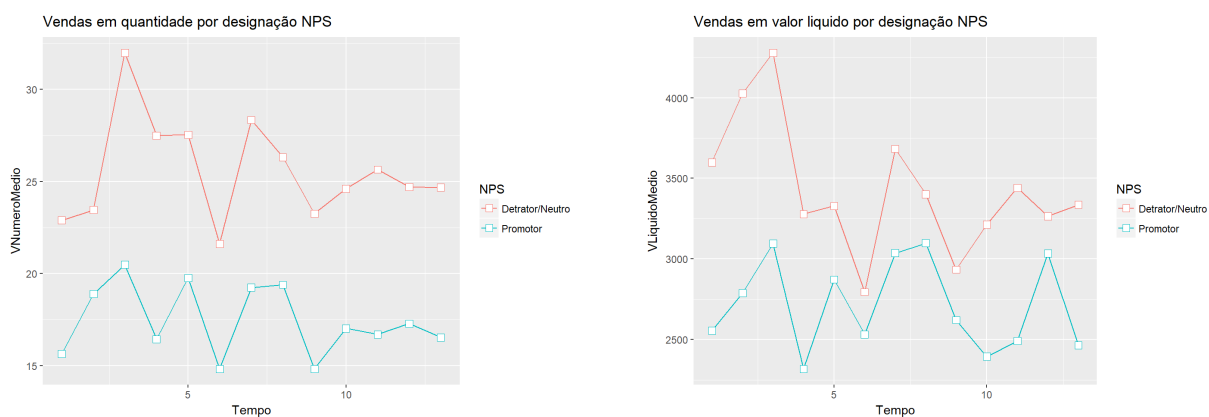 Vendas em quantidade por designação NPS
30
25
20
15
VNumeroMedio
5
10
Tempo
NPS
Detrator/Neutro
Promotor
Vendas em valor liquido por designação NPS
4000
3500
3000
2500
VLiquidoMedio
5
10
Tempo
NPS
Detrator/Neutro
Promotor